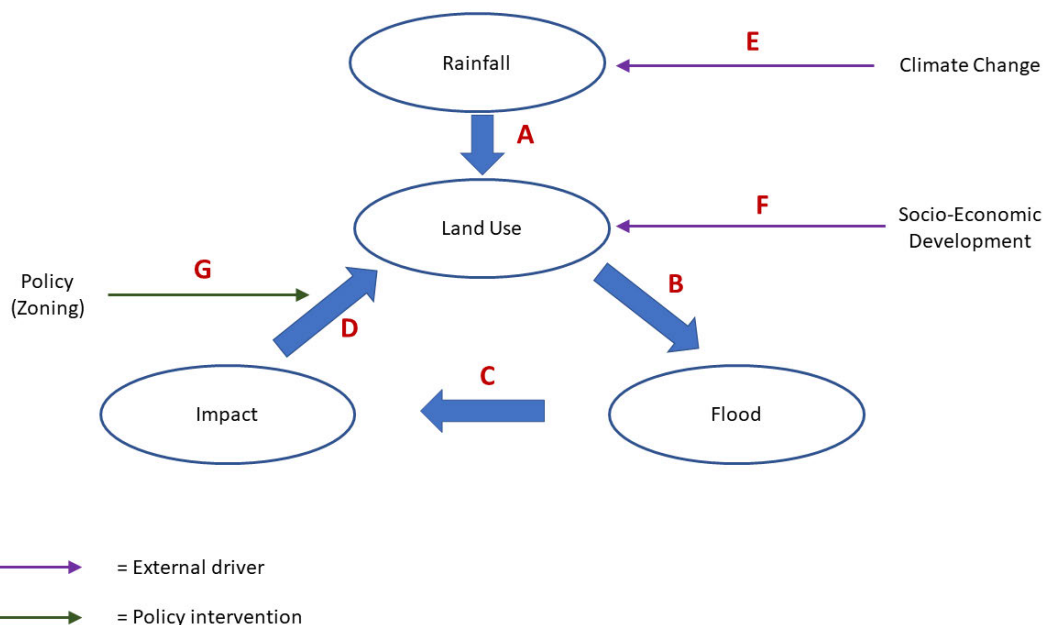 Rainfall
E
Climate Change
A
Land Use
F
Socio-Economic
Development
Policy
(Zoning)
G
D
B
Impact
C
Flood
= External driver
= Policy intervention